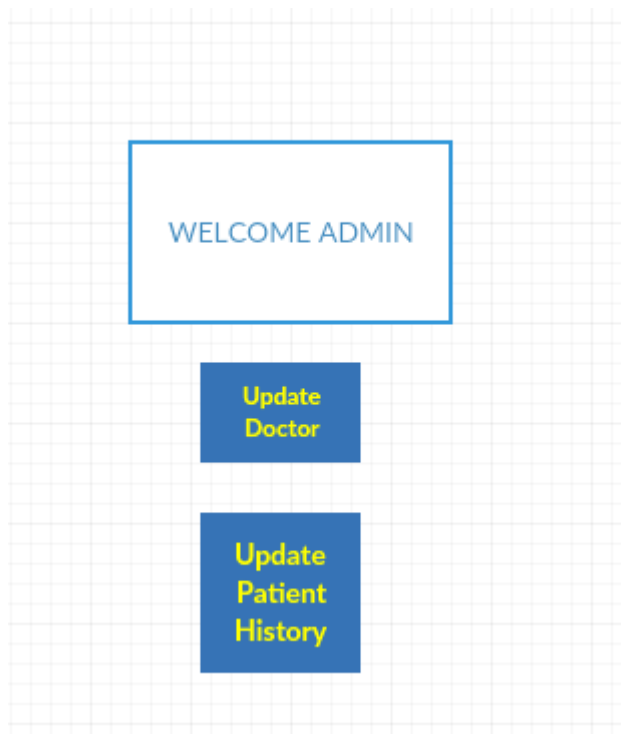 WELCOME ADMIN
Update
Doctor
Update
Patient
History